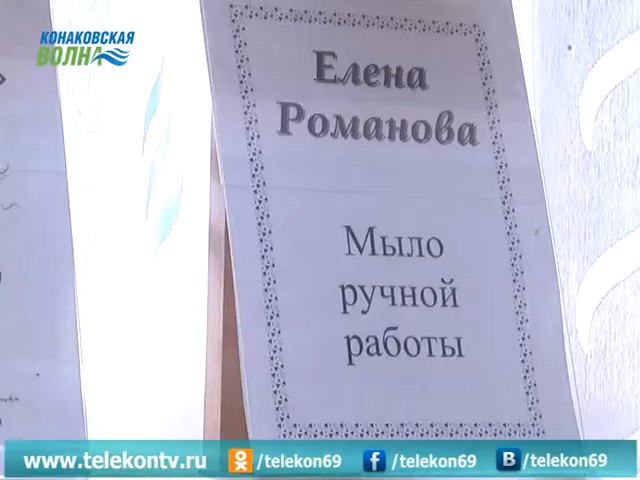 КОНАКОВСКАЯ
ВОЛНА
Елена
Романова
Мыло
ручной
работы
www.telekontv.ru /telekon69 /telekon69 /telekon69